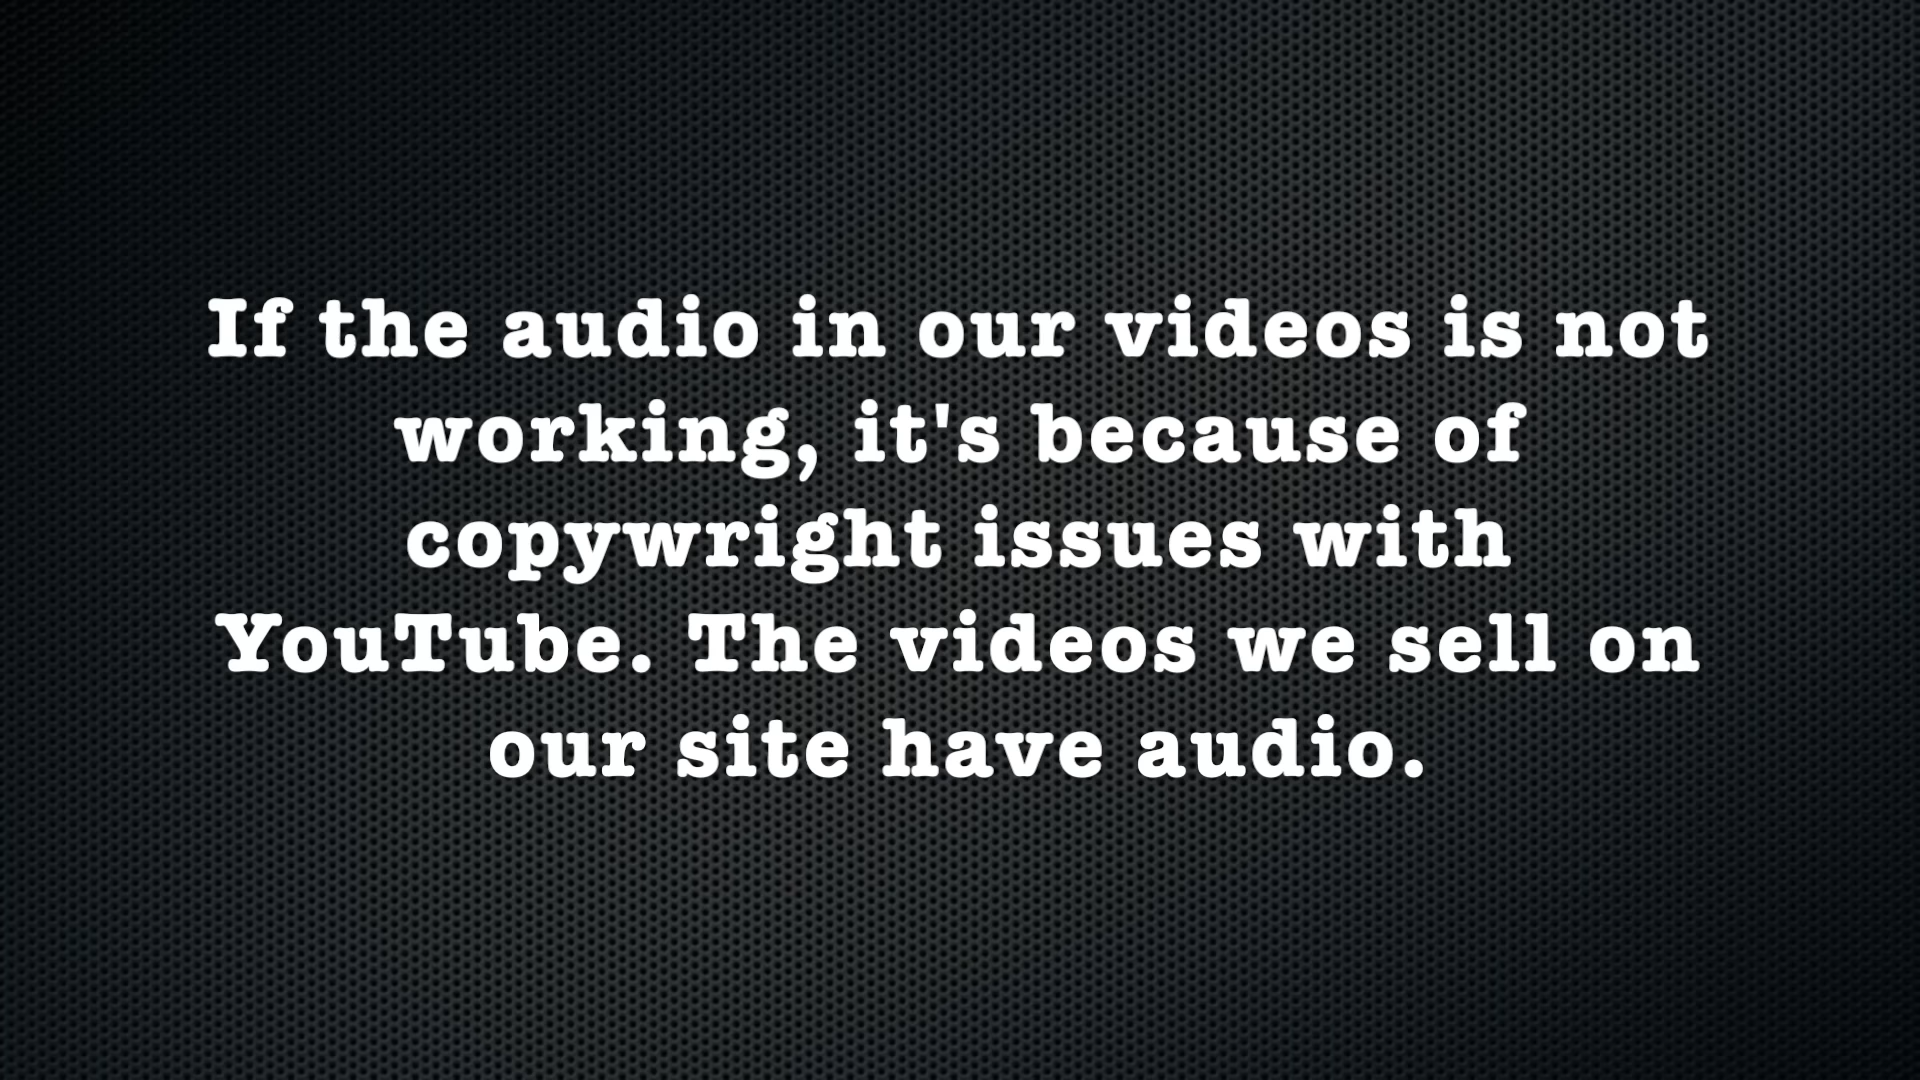 If the audio in our videos is not
working, it's because of
copywright issues with
YouTube. The videos we sell on
our site have audio.